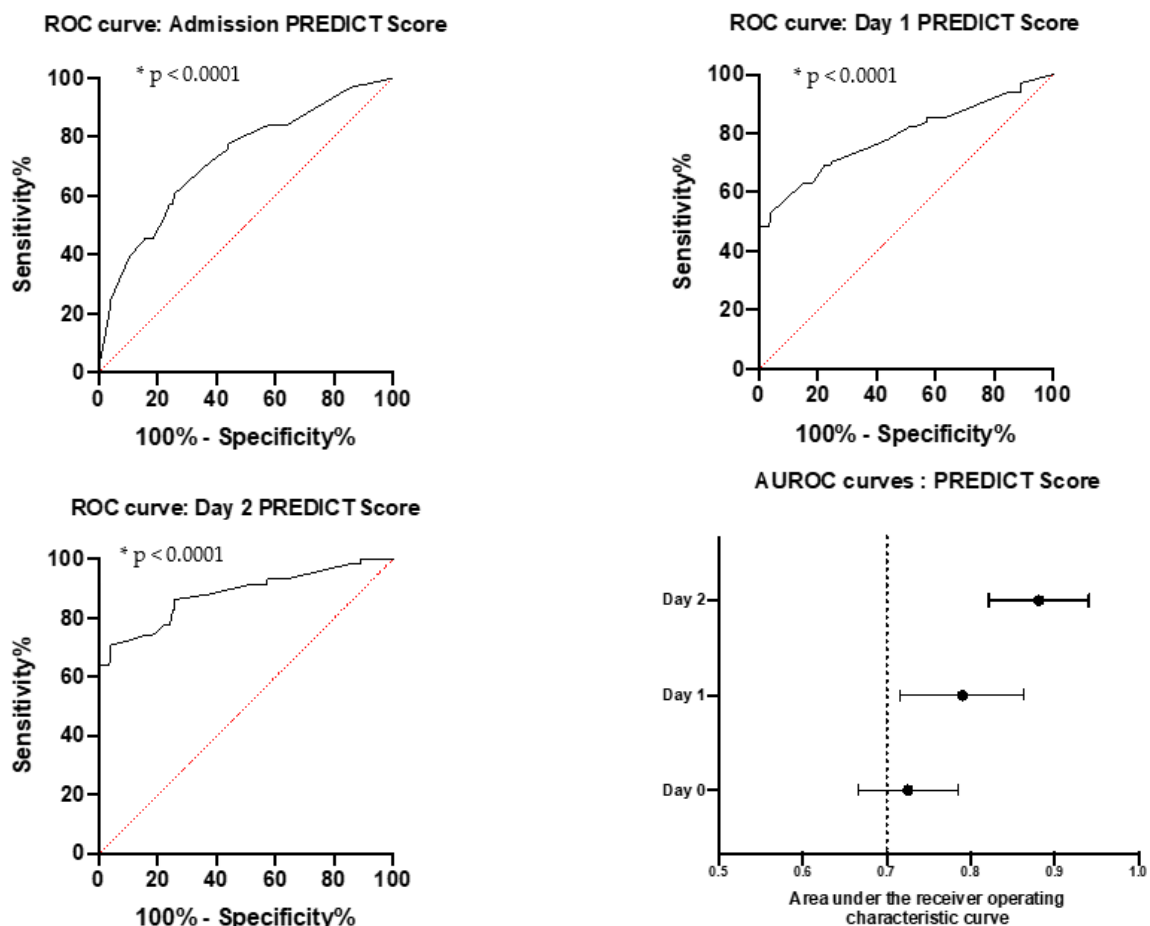 ROC curve: Admission PREDICT Score
* p < 0.0001
100
80
60
40
20
0
Sensitivity%
0 20 40 60 80 100
100% - Specificity%
ROC curve: Day 1 PREDICT Score
* p < 0.0001
100
80
60
40
20
0
Sensitivity%
0 20 40 60 80 100
100% - Specificity%
ROC curve: Day 2 PREDICT Score
* p < 0.0001
100
80
60
40
20
0
Sensitivity%
0 20 40 60 80 100
100% - Specificity%
AUROC curves : PREDICT Score
Day 2
Day 1
Day 0
0.5 0.6 0.7 0.8 0.9 1.0
Area under the receiver operating
characteristic curve